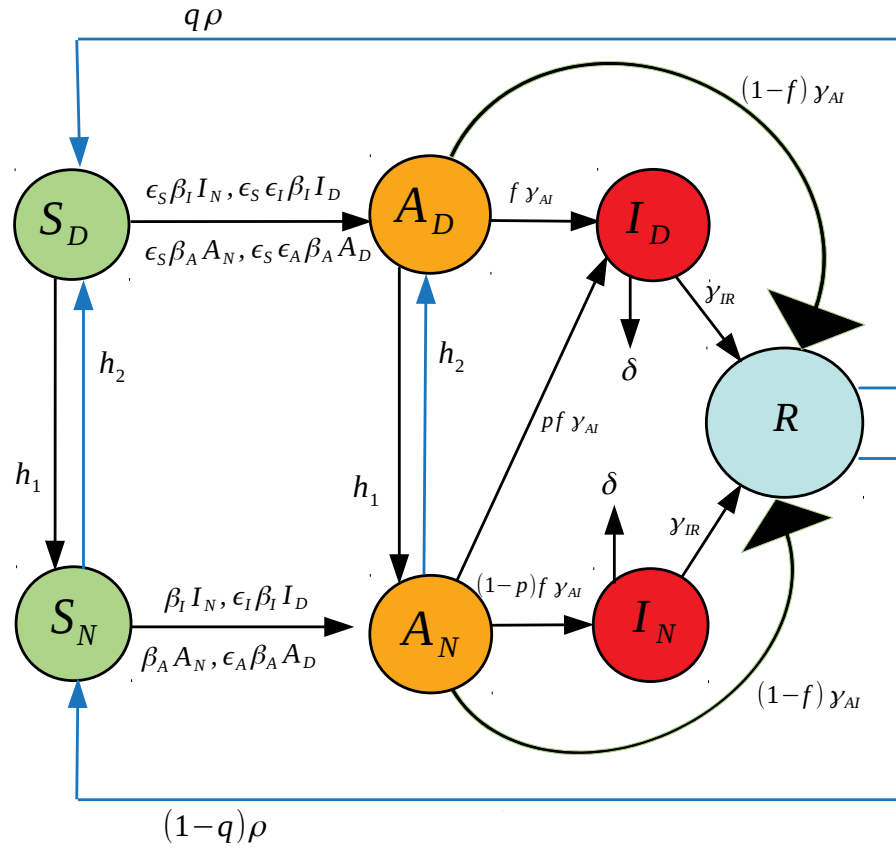 qρ
(1−f) γ_AI
ϵ_S β_I I_N , ϵ_S ϵ_I β_I I_D
f γ_AI
S_D
A_D
I_D
ϵ_S β_A A_N , ϵ_S ϵ_A β_A A_D
γ_IR
h_2
h_2
δ
R
pf γ_AI
h_1
h_1
δ
γ_IR
β_I I_N , ϵ_I β_I I_D
(1−p)f γ_AI
S_N
A_N
I_N
β_A A_N , ϵ_A β_A A_D
(1−f) γ_AI
(1−q)ρ